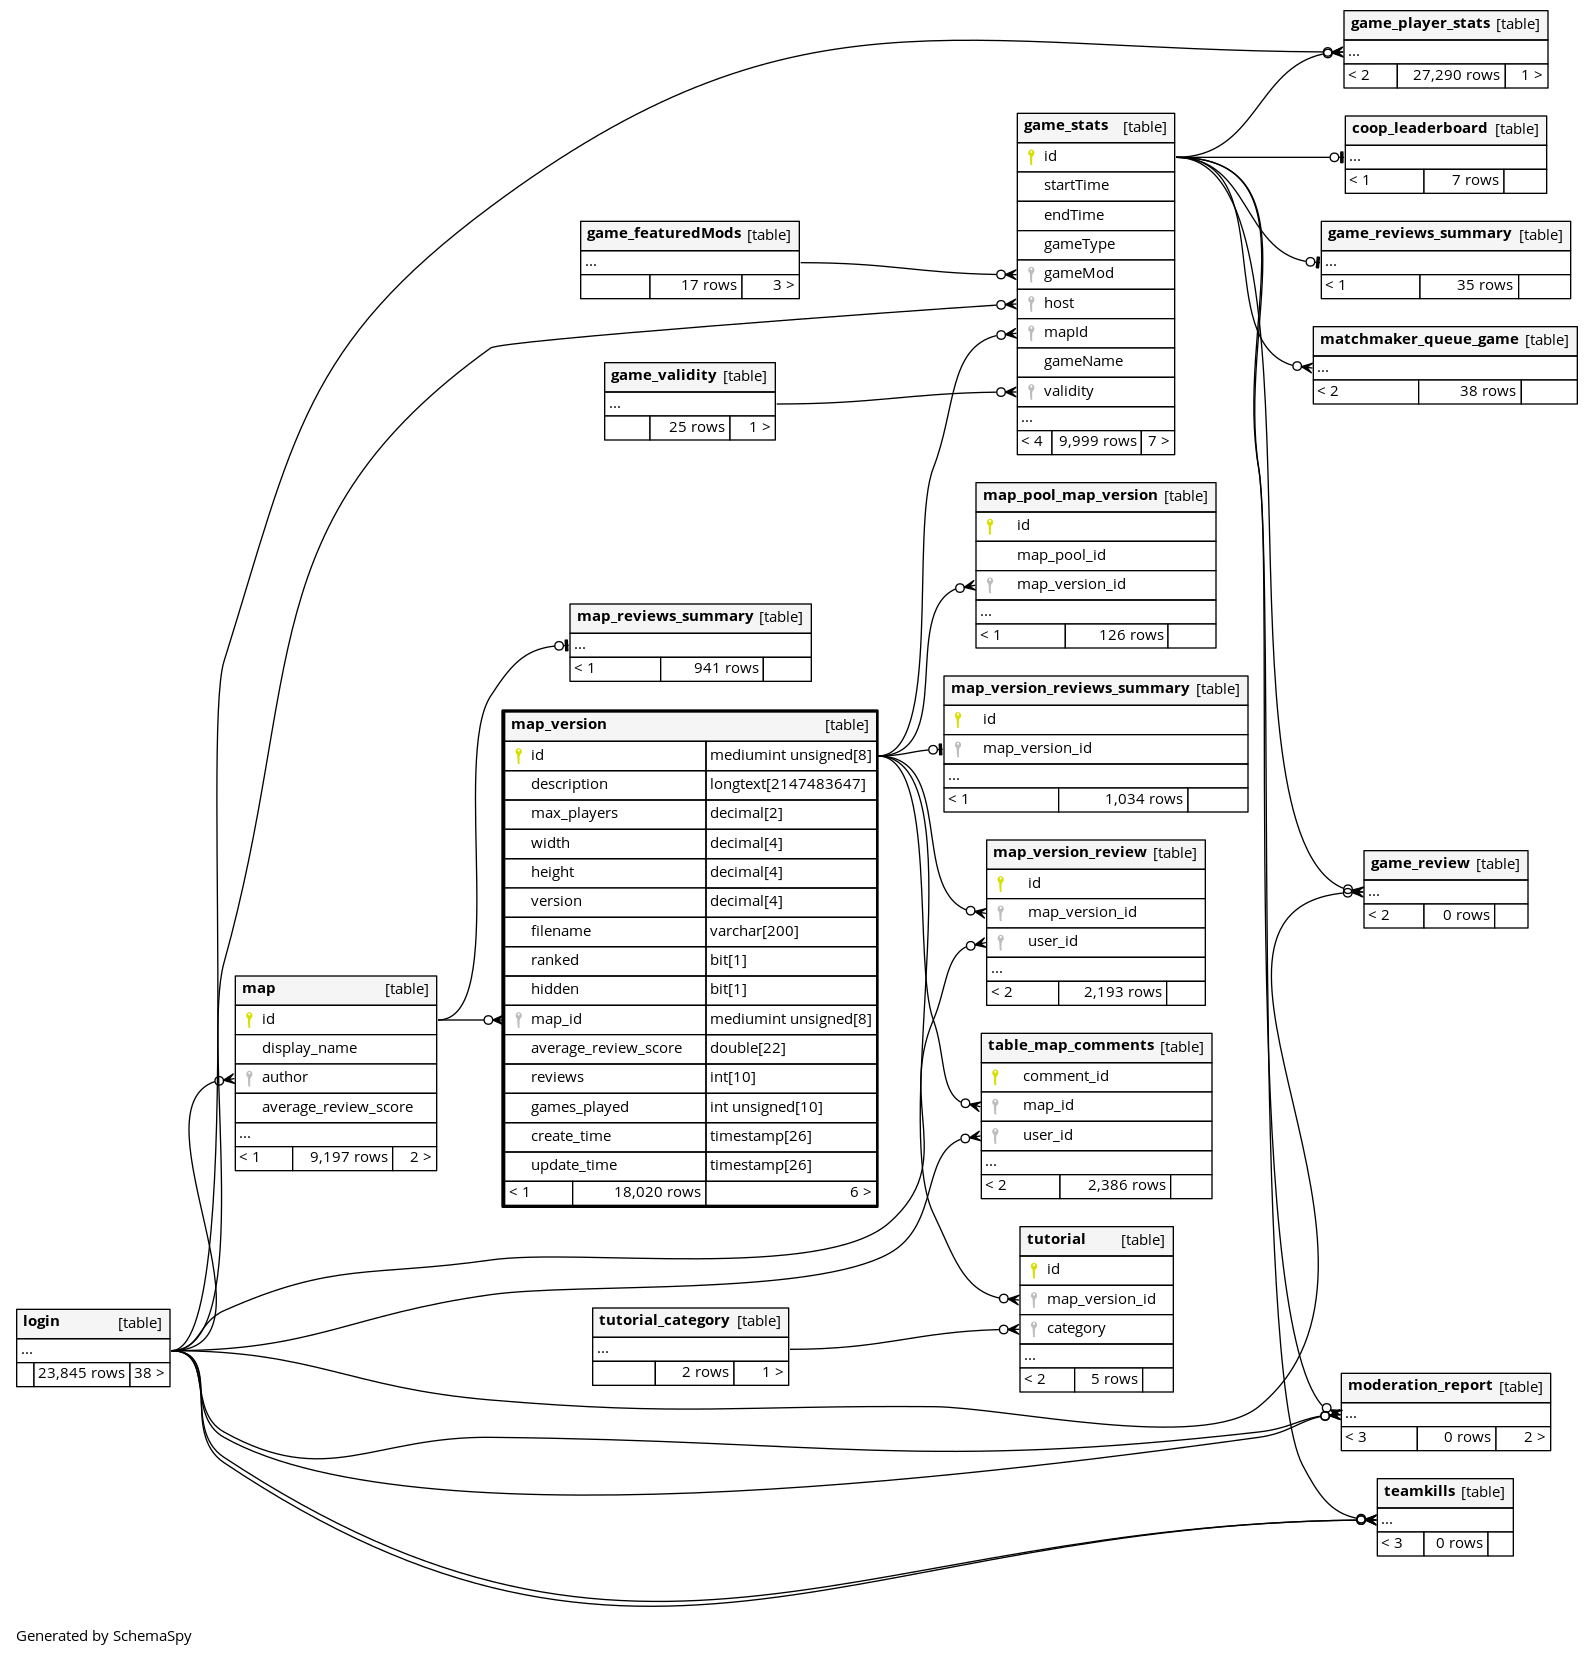 game_player_stats [table]
...
< 2 27,290 rows 1 >
game_stats [table]
id
startTime
endTime
gameType
gameMod
host
mapId
gameName
validity
...
< 4 9,999 rows 7 >
coop_leaderboard [table]
...
< 1 7 rows
game_featuredMods [table]
...
17 rows 3 >
game_reviews_summary [table]
...
< 1 35 rows
matchmaker_queue_game [table]
...
< 2 38 rows
game_validity [table]
...
25 rows 1 >
map_pool_map_version [table]
id
map_pool_id
map_version_id
...
< 1 126 rows
map_reviews_summary [table]
...
< 1 941 rows
map_version_reviews_summary [table]
id
map_version_id
...
< 1 1,034 rows
map_version [table]
id mediumint unsigned[8]
description longtext[2147483647]
max_players decimal[2]
width decimal[4]
height decimal[4]
version decimal[4]
filename varchar[200]
ranked bit[1]
hidden bit[1]
map_id mediumint unsigned[8]
average_review_score double[22]
reviews int[10]
games_played int unsigned[10]
create_time timestamp[26]
update_time timestamp[26]
< 1 18,020 rows 6 >
map_version_review [table]
id
map_version_id
user_id
...
< 2 2,193 rows
game_review [table]
...
< 2 0 rows
map [table]
id
display_name
author
average_review_score
...
< 1 9,197 rows 2 >
table_map_comments [table]
comment_id
map_id
user_id
...
< 2 2,386 rows
tutorial [table]
id
map_version_id
category
...
< 2 5 rows
login [table]
...
23,845 rows 38 >
tutorial_category [table]
...
2 rows 1 >
moderation_report [table]
...
< 3 0 rows 2 >
teamkills [table]
...
< 3 0 rows
Generated by SchemaSpy